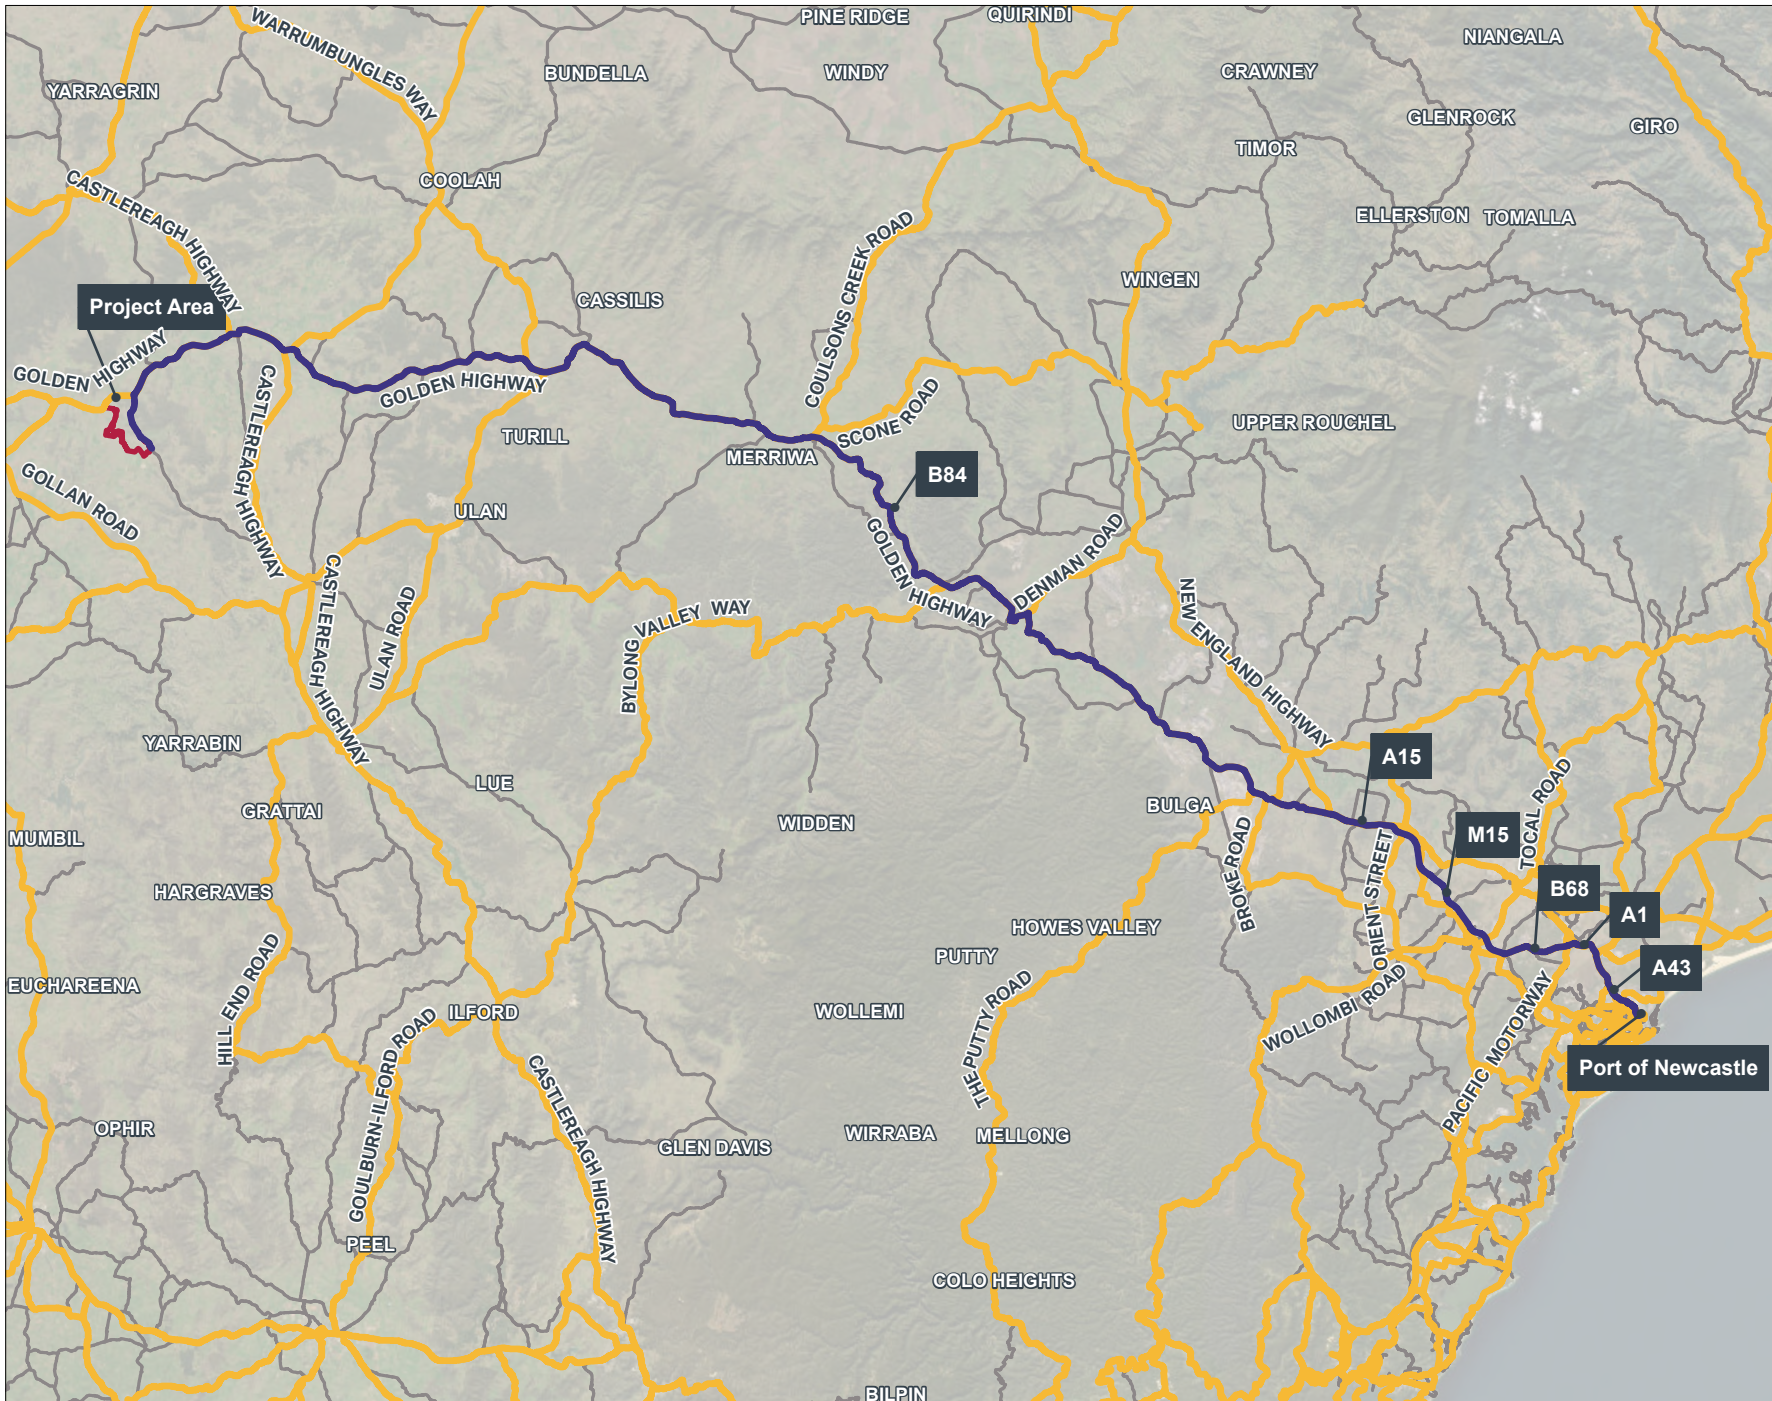 PINE RIDGE
QUIRINDI
WARRUMBUNGLES WAY
NIANGALA
YARRAGRIN
BUNDELLA
WINDY
CRAWNEY
GLENROCK
GIRO
TIMOR
COOLAH
CASTLEREAGH HIGHWAY
ELLERSTON
TOMALLA
COULSONS CREEK ROAD
WINGEN
CASSILIS
Project Area
GOLDEN HIGHWAY
GOLDEN HIGHWAY
CASTLEREAGH HIGHWAY
SCONE ROAD
UPPER ROUCHEL
TURILL
MERRIWA
B84
GOLLAN ROAD
ULAN
GOLDEN HIGHWAY
DENMAN ROAD
CASTLEREAGH HIGHWAY
ULAN ROAD
BYLONG VALLEY WAY
NEW ENGLAND HIGHWAY
YARRABIN
A15
LUE
GRATTAI
WIDDEN
BULGA
TOCAL ROAD
MUMBIL
M15
BROKE ROAD
ORIENT STREET
HARGRAVES
B68
A1
HOWES VALLEY
PUTTY
A43
EUCHAREENA
HILL END ROAD
ILFORD
WOLLEMI
THE PUTTY ROAD
WOLLOMBI ROAD
PACIFIC MOTORWAY
GOULBURN-ILFORD ROAD
CASTLEREAGH HIGHWAY
Port of Newcastle
OPHIR
WIRRABA
MELLONG
GLEN DAVIS
PEEL
COLO HEIGHTS
BILPIN